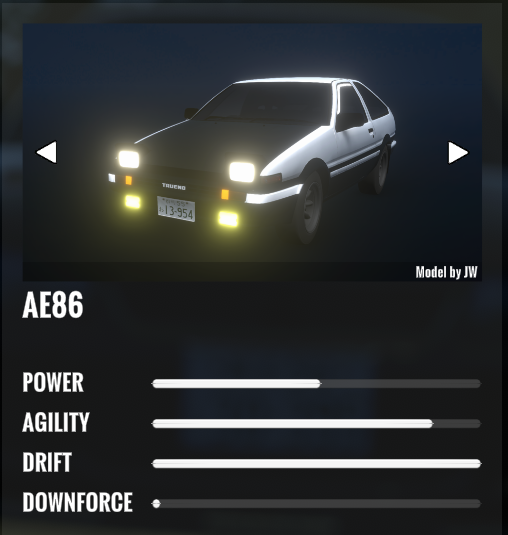 TRUENO
13-954
Model by JW
AE86
POWER
AGILITY
DRIFT
DOWNFORCE